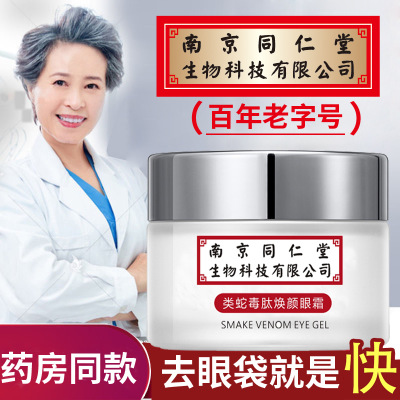 南京同仁堂
生物科技有限公司
(百年老字号)
南京同仁堂
生物科技有限公司
类蛇毒肽焕颜眼霜
SMAKE VENOM EYE GEL
药房同款
去眼袋就是快